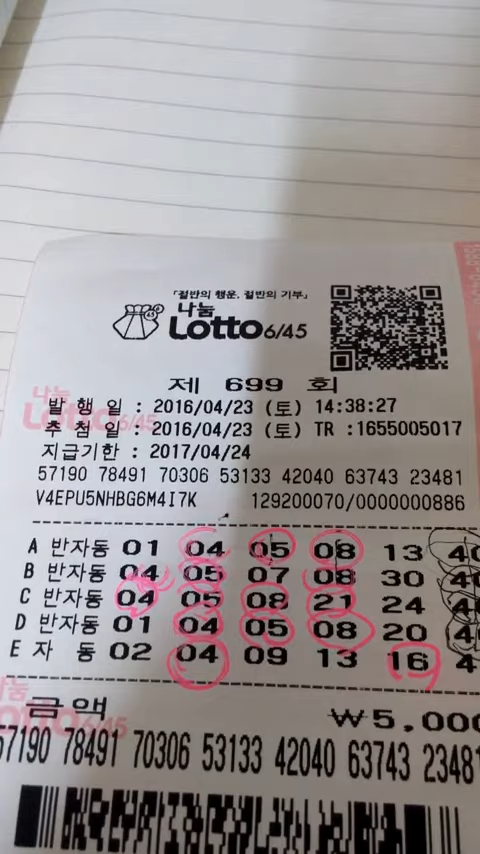 「절반의 행운, 절반의 기부」
나눔
Lotto 6/45
제 699 회
발 행 일 : 2016/04/23 (토) 14:38:27
추 첨 일 : 2016/04/23 (토) TR :1655005017
지급기한 : 2017/04/24
57190 78491 70306 53133 42040 63743 23481
V4EPU5NHBG6M4I7K 129200070/0000000886
A 반자동 01 04 05 08 13
B 반자동 04 05 07 08 30
C 반자동 04 05 08 21 24
D 반자동 01 04 05 08 20
E 자 동 02 04 09 13 16
금액 ₩5,000
57190 78491 70306 53133 42040 63743 23481